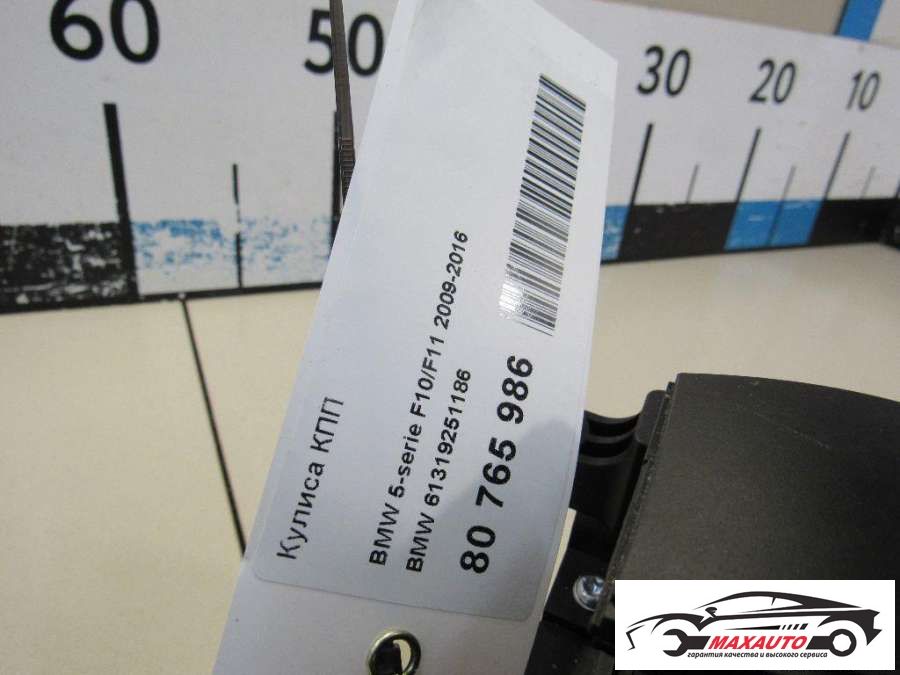 60
50
30
20
10
Кулиса КПП
BMW 5-serie F10/F11 2009-2016
BMW 61319251186
80 765 986
MAXAUTO
гарантия качества и высокого сервиса